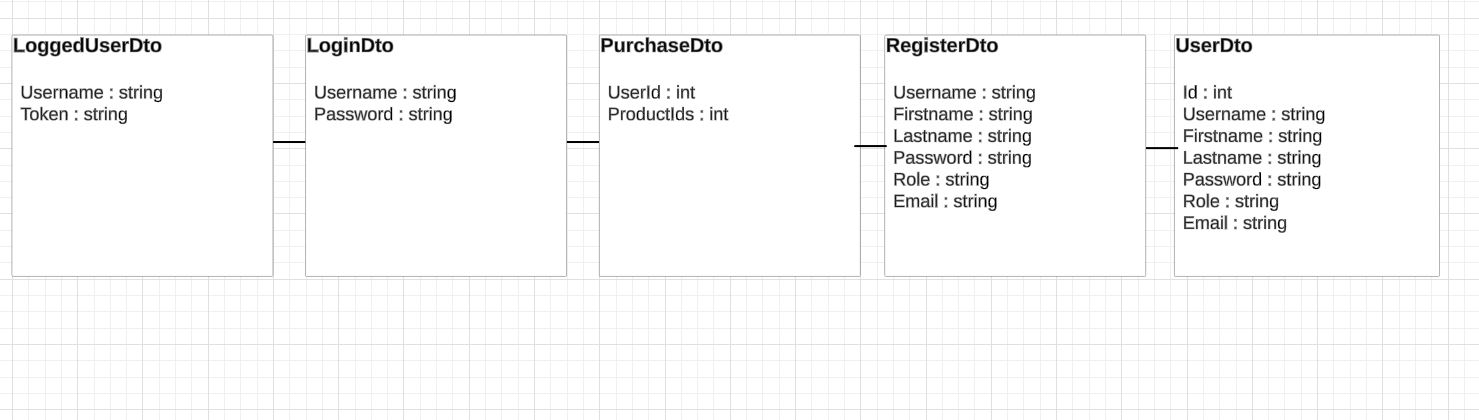 LoggedUserDto
Username : string
Token : string
LoginDto
Username : string
Password : string
PurchaseDto
UserId : int
ProductIds : int
RegisterDto
Username : string
Firstname : string
Lastname : string
Password : string
Role : string
Email : string
UserDto
Id : int
Username : string
Firstname : string
Lastname : string
Password : string
Role : string
Email : string